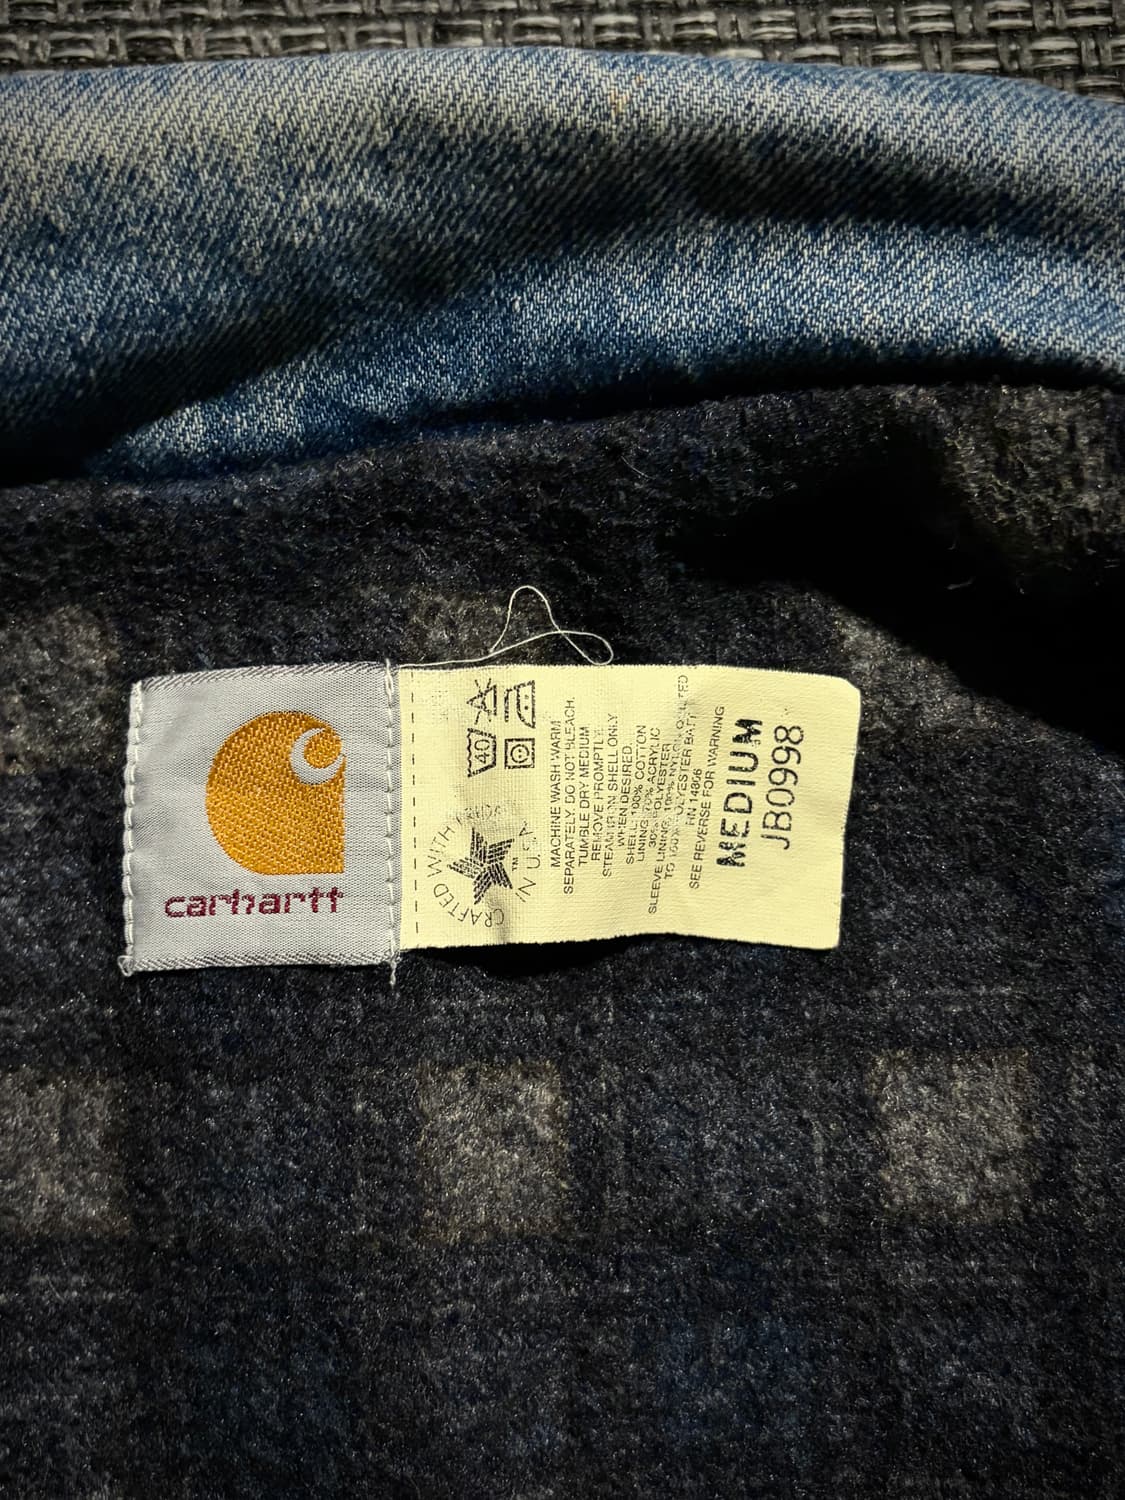 carhartt
40
CRAFTED WITH PRIDE
IN U.S.A.
MACHINE WASH WARM
SEPARATELY. DO NOT BLEACH.
TUMBLE DRY MEDIUM
REMOVE PROMPTLY.
STEAM IRON SHELL ONLY
WHEN DESIRED.
SHELL: 100% COTTON
LINING: 70% ACRYLIC
30% POLYESTER
SLEEVE LINING: 100% NYLON QUILTED
TO 100% POLYESTER BATT
RN 14806
SEE REVERSE FOR WARNING
MEDIUM
JB0998